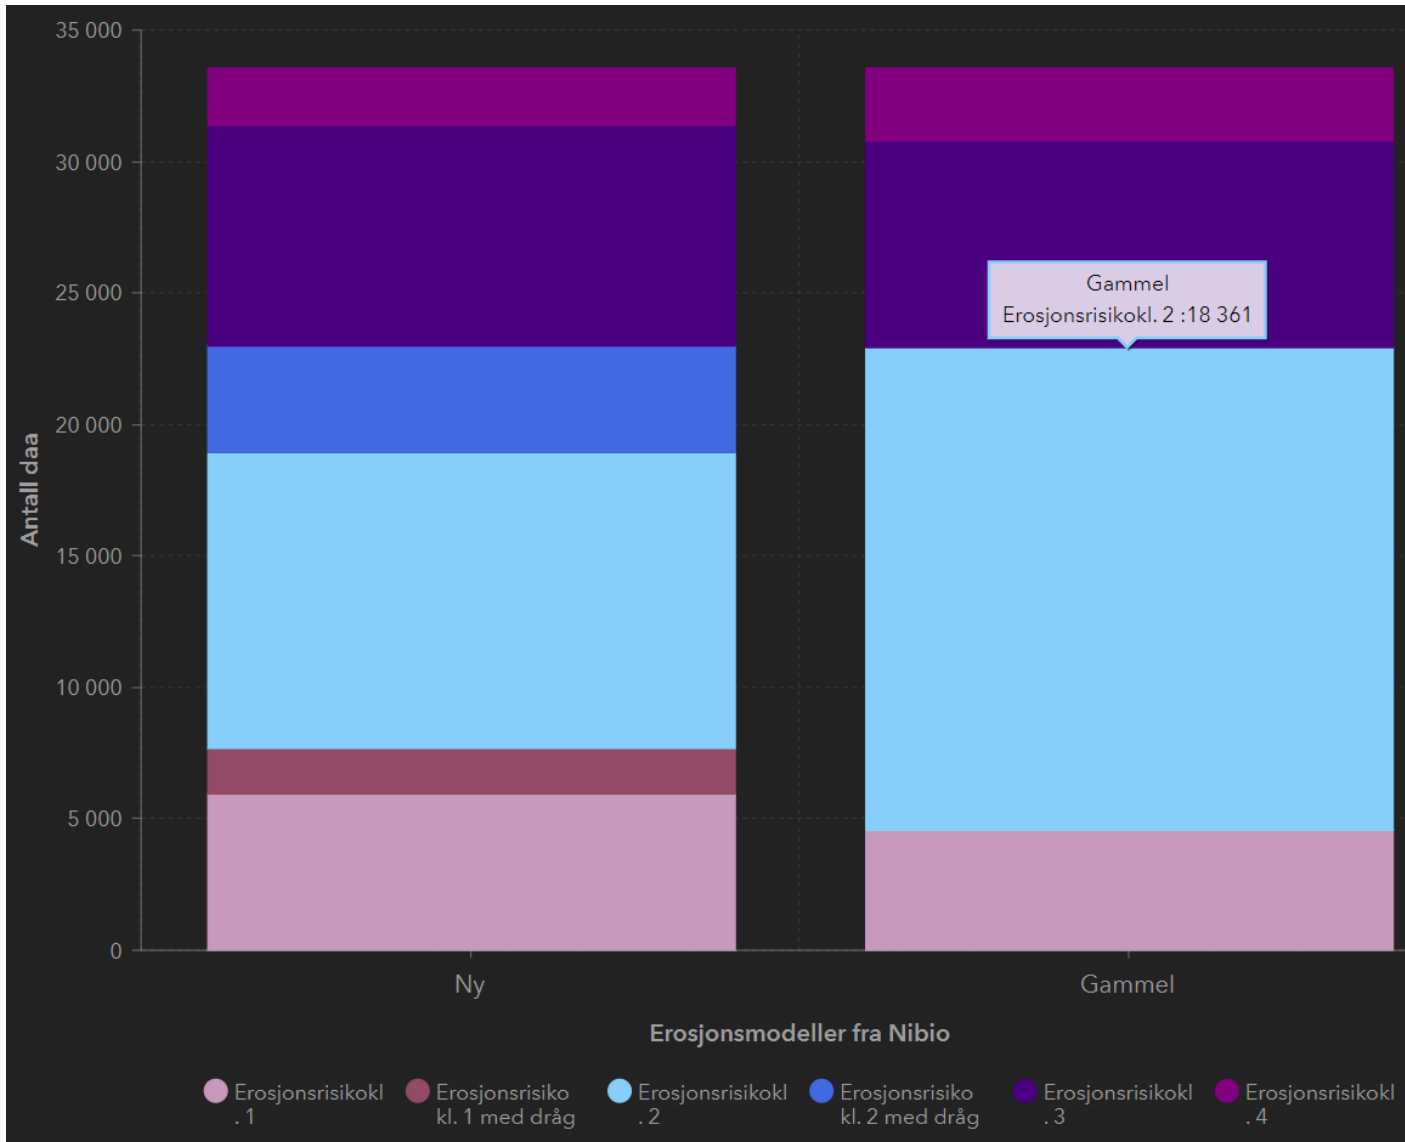 35 000
30 000
25 000
20 000
15 000
10 000
5 000
0
Antall daa
Gammel
Erosjonsrisikokl. 2 :18 361
Ny
Gammel
Erosjonsmodeller fra Nibio
Erosjonsrisikokl
. 1
Erosjonsrisiko
kl. 1 med dråg
Erosjonsrisikokl
. 2
Erosjonsrisiko
kl. 2 med dråg
Erosjonsrisikokl
. 3
Erosjonsrisikokl
. 4